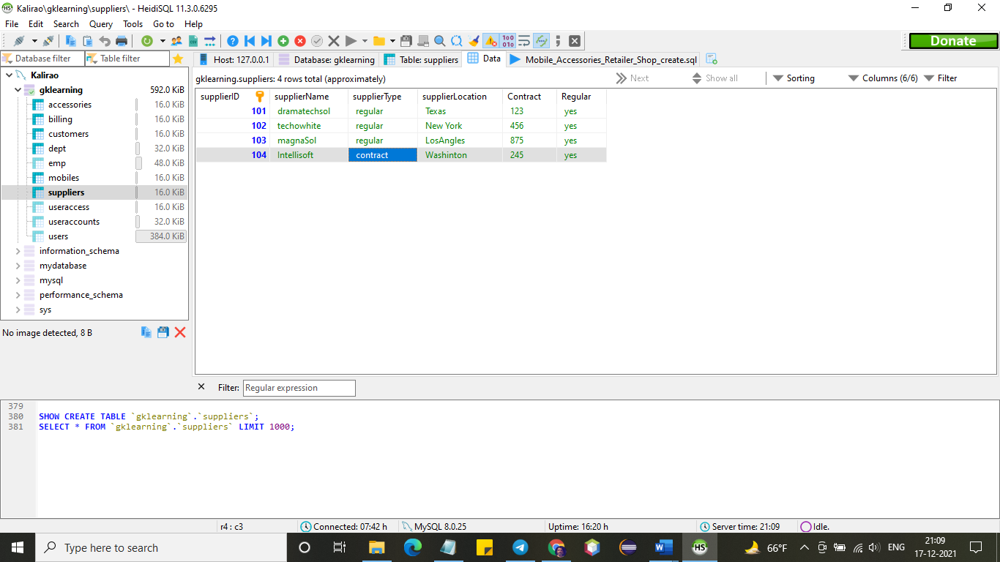 Kalirao\gklearning\suppliers\ - HeidiSQL 11.3.0.6295
File Edit Search Query Tools Go to Help
Donate
Database filter Table filter
Host: 127.0.0.1 Database: gklearning Table: suppliers Data Mobile_Accessories_Retailer_Shop_create.sql
Kalirao
gklearning 592.0 KiB
accessories 16.0 KiB
billing 16.0 KiB
customers 16.0 KiB
dept 32.0 KiB
emp 48.0 KiB
mobiles 16.0 KiB
suppliers 16.0 KiB
useraccess 16.0 KiB
useraccounts 32.0 KiB
users 384.0 KiB
information_schema
mydatabase
mysql
performance_schema
sys
No image detected, 8 B
gklearning.suppliers: 4 rows total (approximately) Next Show all Sorting Columns (6/6) Filter
supplierID supplierName supplierType supplierLocation Contract Regular
101 dramatechsol regular Texas 123 yes
102 techowhite regular New York 456 yes
103 magnaSol regular LosAngles 875 yes
104 Intellisoft contract Washinton 245 yes
Filter: Regular expression
379
380 SHOW CREATE TABLE `gklearning`.`suppliers`;
381 SELECT * FROM `gklearning`.`suppliers` LIMIT 1000;
r4 : c3 Connected: 07:42 h MySQL 8.0.25 Uptime: 16:20 h Server time: 21:09 Idle.
Type here to search
HS
66°F ENG 21:09
17-12-2021